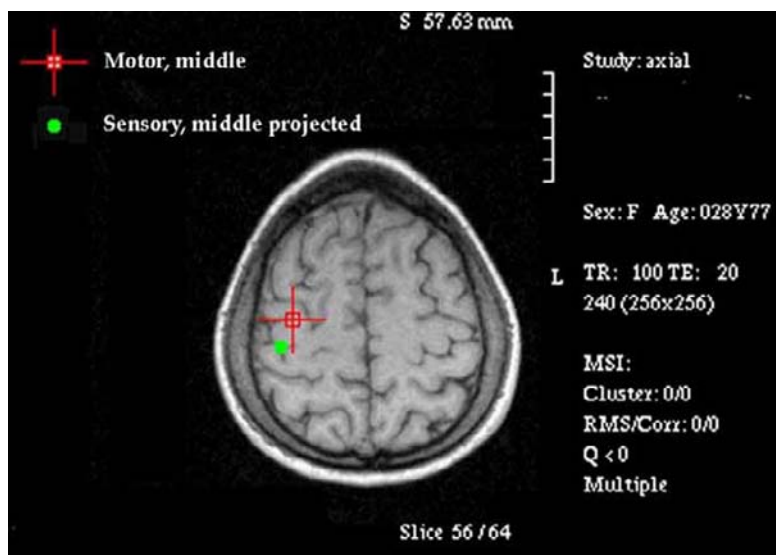 S 57.63 mm
Motor, middle
Sensory, middle projected
Study: axial
Sex: F Age: 028Y77
L
TR: 100 TE: 20
240 (256x256)
MSI:
Cluster: 0/0
RMS/Corr: 0/0
Q < 0
Multiple
Slice 56 / 64